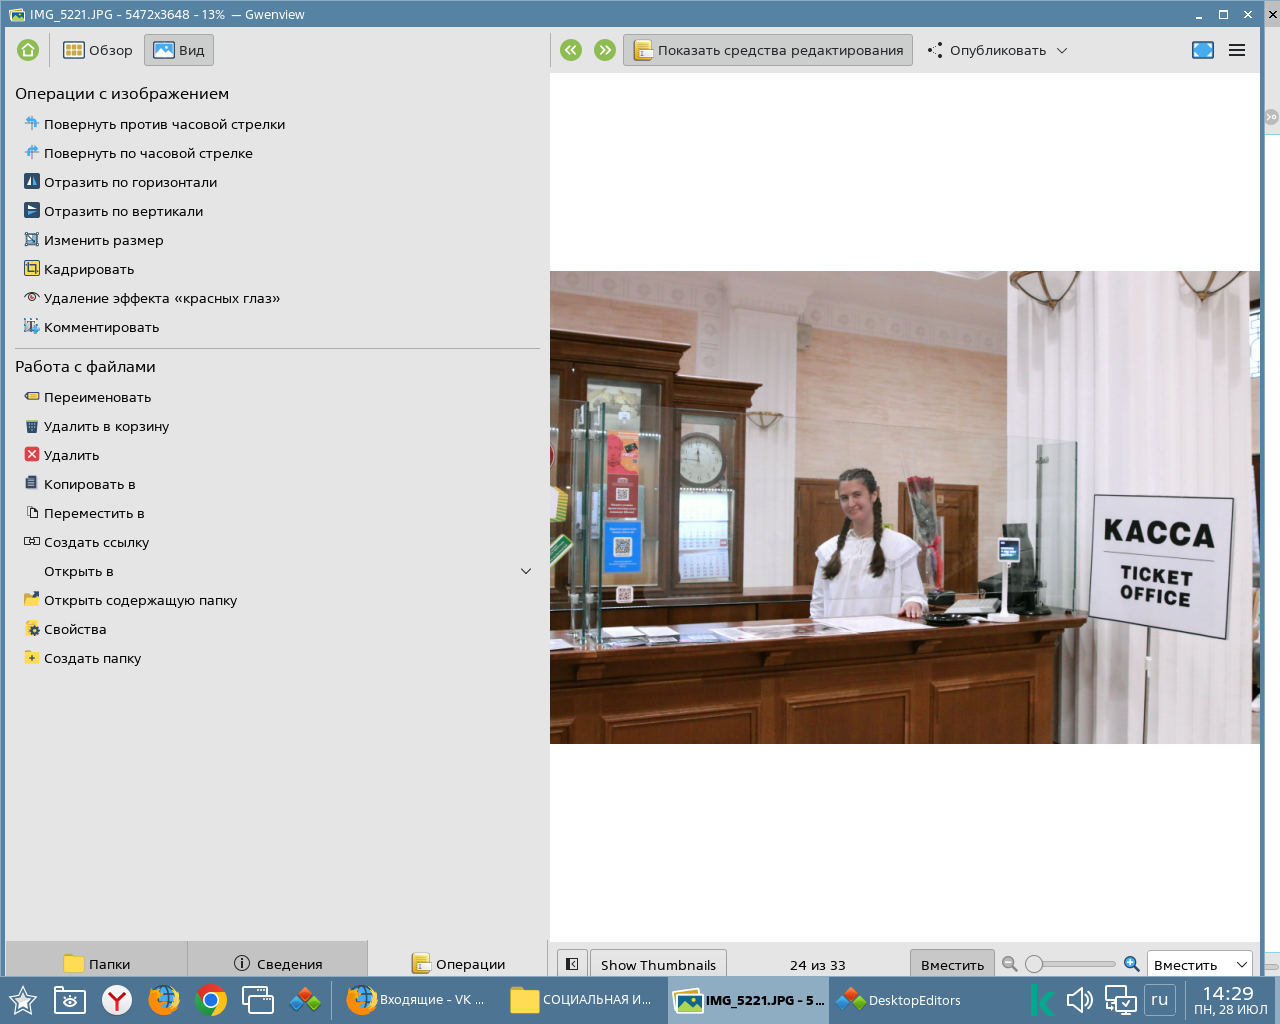 IMG_5221.JPG - 5472x3648 - 13% — Gwenview
Обзор
Вид
Показать средства редактирования
Опубликовать
Операции с изображением
Повернуть против часовой стрелки
Повернуть по часовой стрелке
Отразить по горизонтали
Отразить по вертикали
Изменить размер
Кадрировать
Удаление эффекта «красных глаз»
Комментировать
Работа с файлами
Переименовать
Удалить в корзину
Удалить
Копировать в
Переместить в
Создать ссылку
Открыть в
Открыть содержащую папку
Свойства
Создать папку
КАССА
TICKET
OFFICE
Папки
Сведения
Операции
Show Thumbnails
24 из 33
Вместить
Вместить
Входящие - VK ...
СОЦИАЛЬНАЯ И...
IMG_5221.JPG - 5 ...
DesktopEditors
ru
14:29
ПН, 28 ИЮЛ